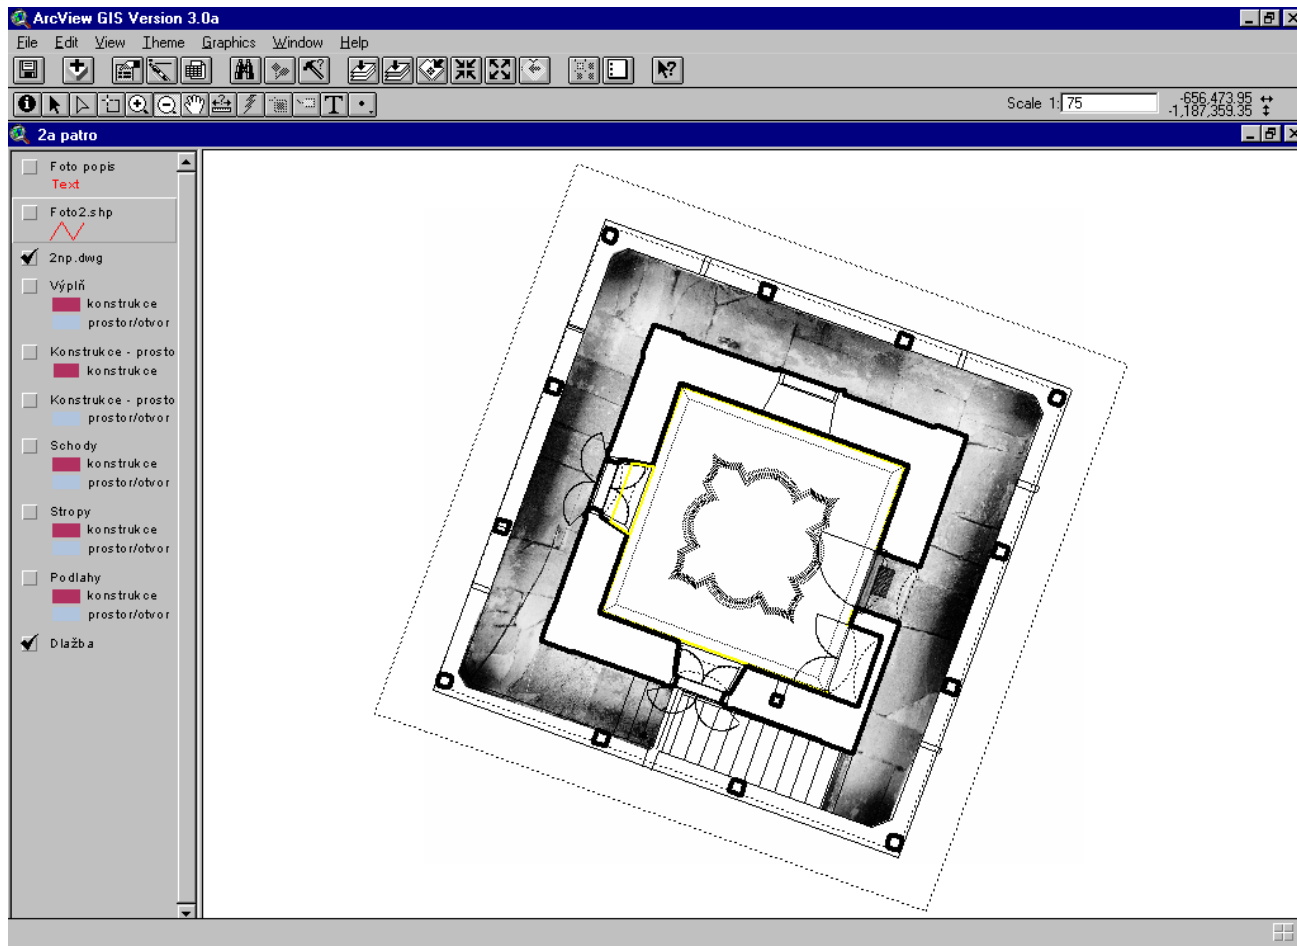 ArcView GIS Version 3.0a
File Edit View Theme Graphics Window Help
Scale 1: 75
-656,473.95
-1,187,359.35
2a patro
Foto popis
Text
Foto2.shp
2np.dwg
Výplň
konstrukce
prostor/otvor
Konstrukce - prosto
konstrukce
Konstrukce - prosto
prostor/otvor
Schody
konstrukce
prostor/otvor
Stropy
konstrukce
prostor/otvor
Podlahy
konstrukce
prostor/otvor
Dlažba